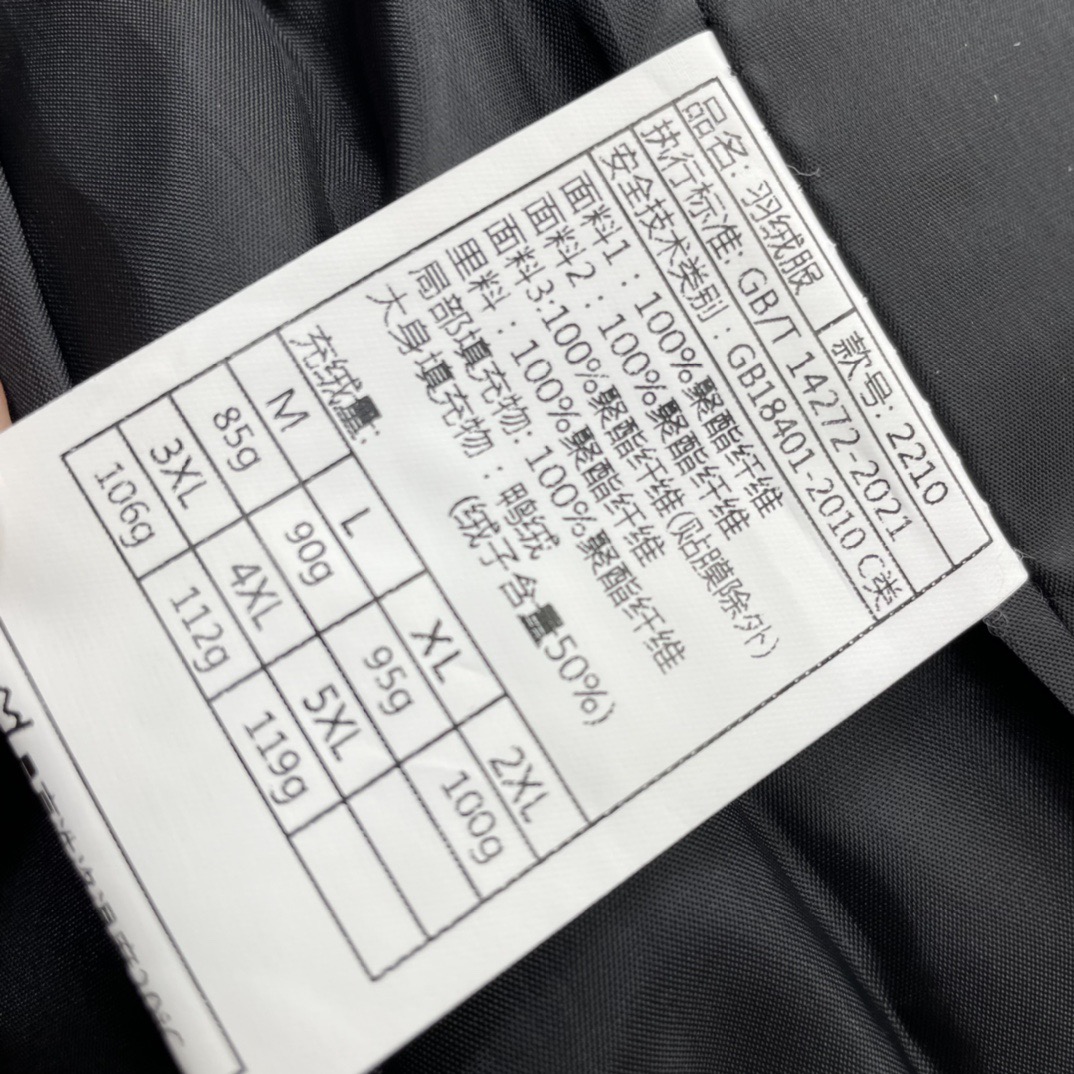 品名: 羽绒服 款号: 2210
执行标准: GB/T 14272-2021
安全技术类别：GB18401-2010 C类
面料1：100%聚酯纤维
面料2：100%聚酯纤维
面料3:100%聚酯纤维(贴膜除外)
里料：100%聚酯纤维
局部填充物: 100%聚酯纤维
大身填充物：鸭绒
(绒子含量50%)
充绒量:
M L XL 2XL
85g 90g 95g 100g
3XL 4XL 5XL
106g 112g 119g